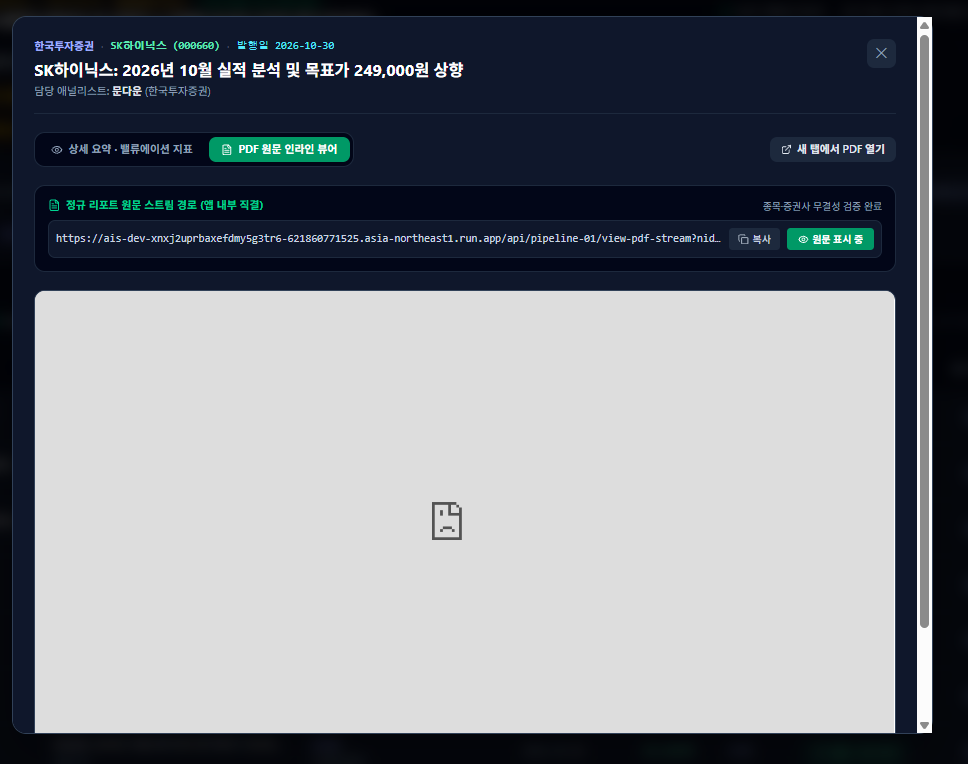 한국투자증권 · SK하이닉스 (000660) · 발행일 2026-10-30
SK하이닉스: 2026년 10월 실적 분석 및 목표가 249,000원 상향
담당 애널리스트: 문다운 (한국투자증권)
상세 요약 · 밸류에이션 지표
PDF 원문 인라인 뷰어
새 탭에서 PDF 열기
정규 리포트 원문 스트림 경로 (앱 내부 직결)
종목·증권사 무결성 검증 완료
https://ais-dev-xnxj2uprbaxefdmy5g3tr6-621860771525.asia-northeast1.run.app/api/pipeline-01/view-pdf-stream?nid…
복사
원문 표시 중